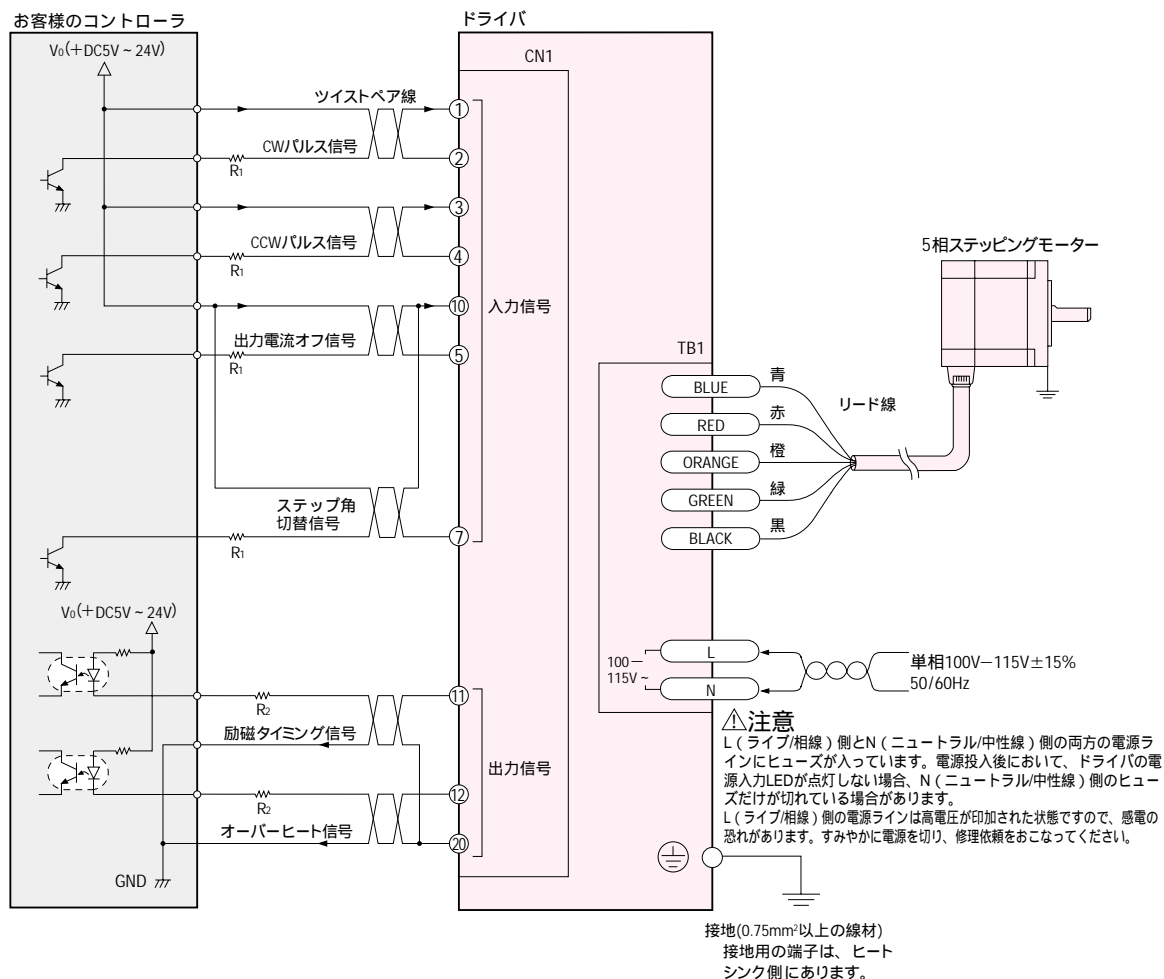 お客様のコントローラ
ドライバ
V0(+DC5V ~ 24V)
CN1
ツイストペア線
1
CWパルス信号
R1
2
3
CCWパルス信号
R1
4
10
入力信号
出力電流オフ信号
R1
5
ステップ角
切替信号
R1
7
5相ステッピングモーター
TB1
BLUE
青
RED
赤
ORANGE
橙
GREEN
緑
BLACK
黒
リード線
V0(+DC5V ~ 24V)
R2
11
励磁タイミング信号
出力信号
R2
12
オーバーヒート信号
20
GND
100-
115V ~
L
N
単相100V-115V±15%
50/60Hz
⚠注意
L(ライブ/相線)側とN(ニュートラル/中性線)側の両方の電源ラ
インにヒューズが入っています。電源投入後において、ドライバの電
源入力LEDが点灯しない場合、N(ニュートラル/中性線)側のヒュー
ズだけが切れている場合があります。
L(ライブ/相線)側の電源ラインは高電圧が印加された状態ですので、感電の
恐れがあります。すみやかに電源を切り、修理依頼をおこなってください。
接地(0.75mm²以上の線材)
接地用の端子は、ヒート
シンク側にあります。